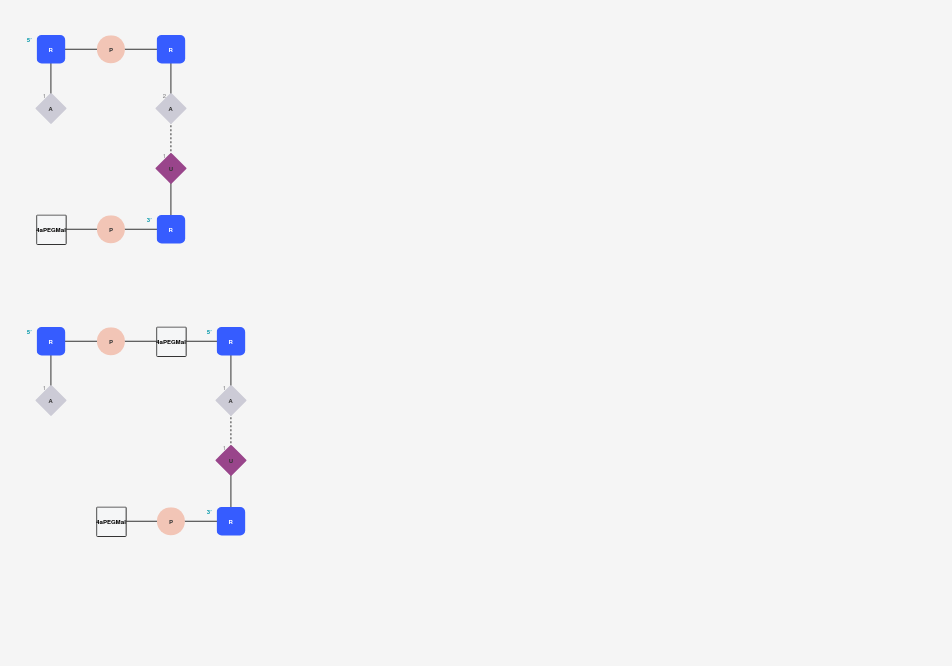 5'
R P R
1 2
A A
1
U
3'
4aPEGMal P R
5' 5'
R P 4aPEGMal R
1 1
A A
1
U
3'
4aPEGMal P R